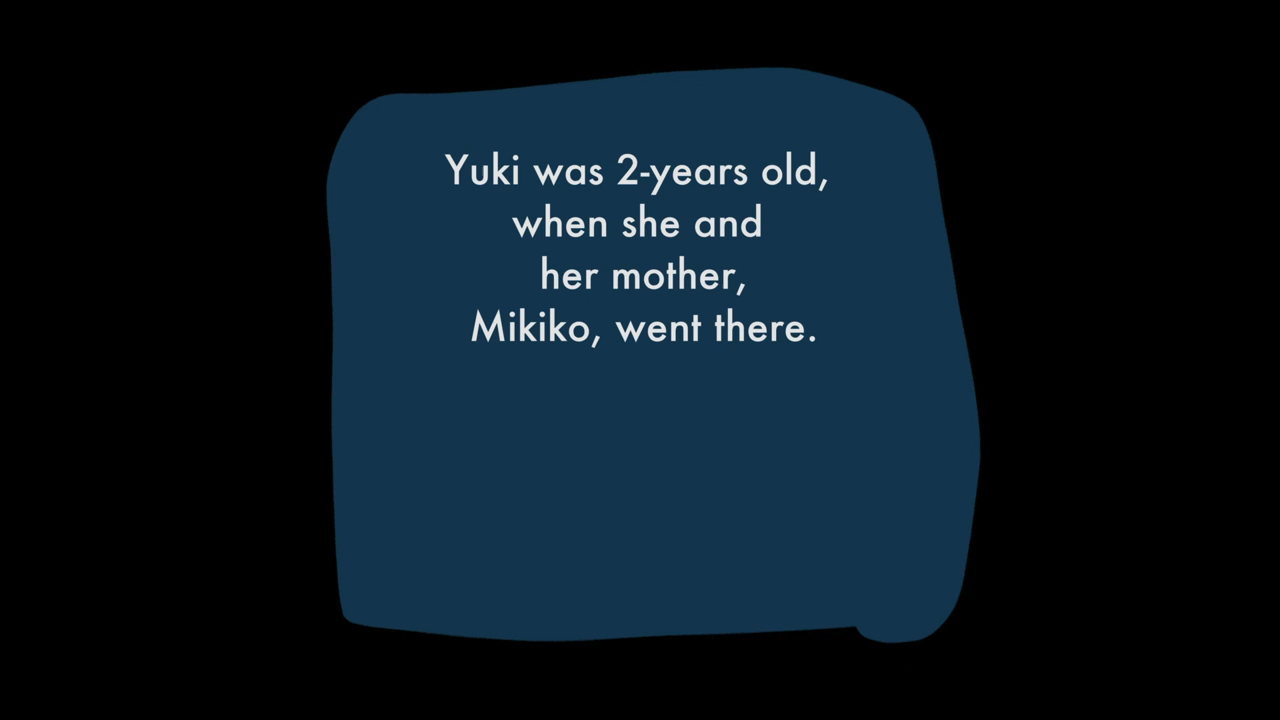 Yuki was 2-years old,
when she and
her mother,
Mikiko, went there.